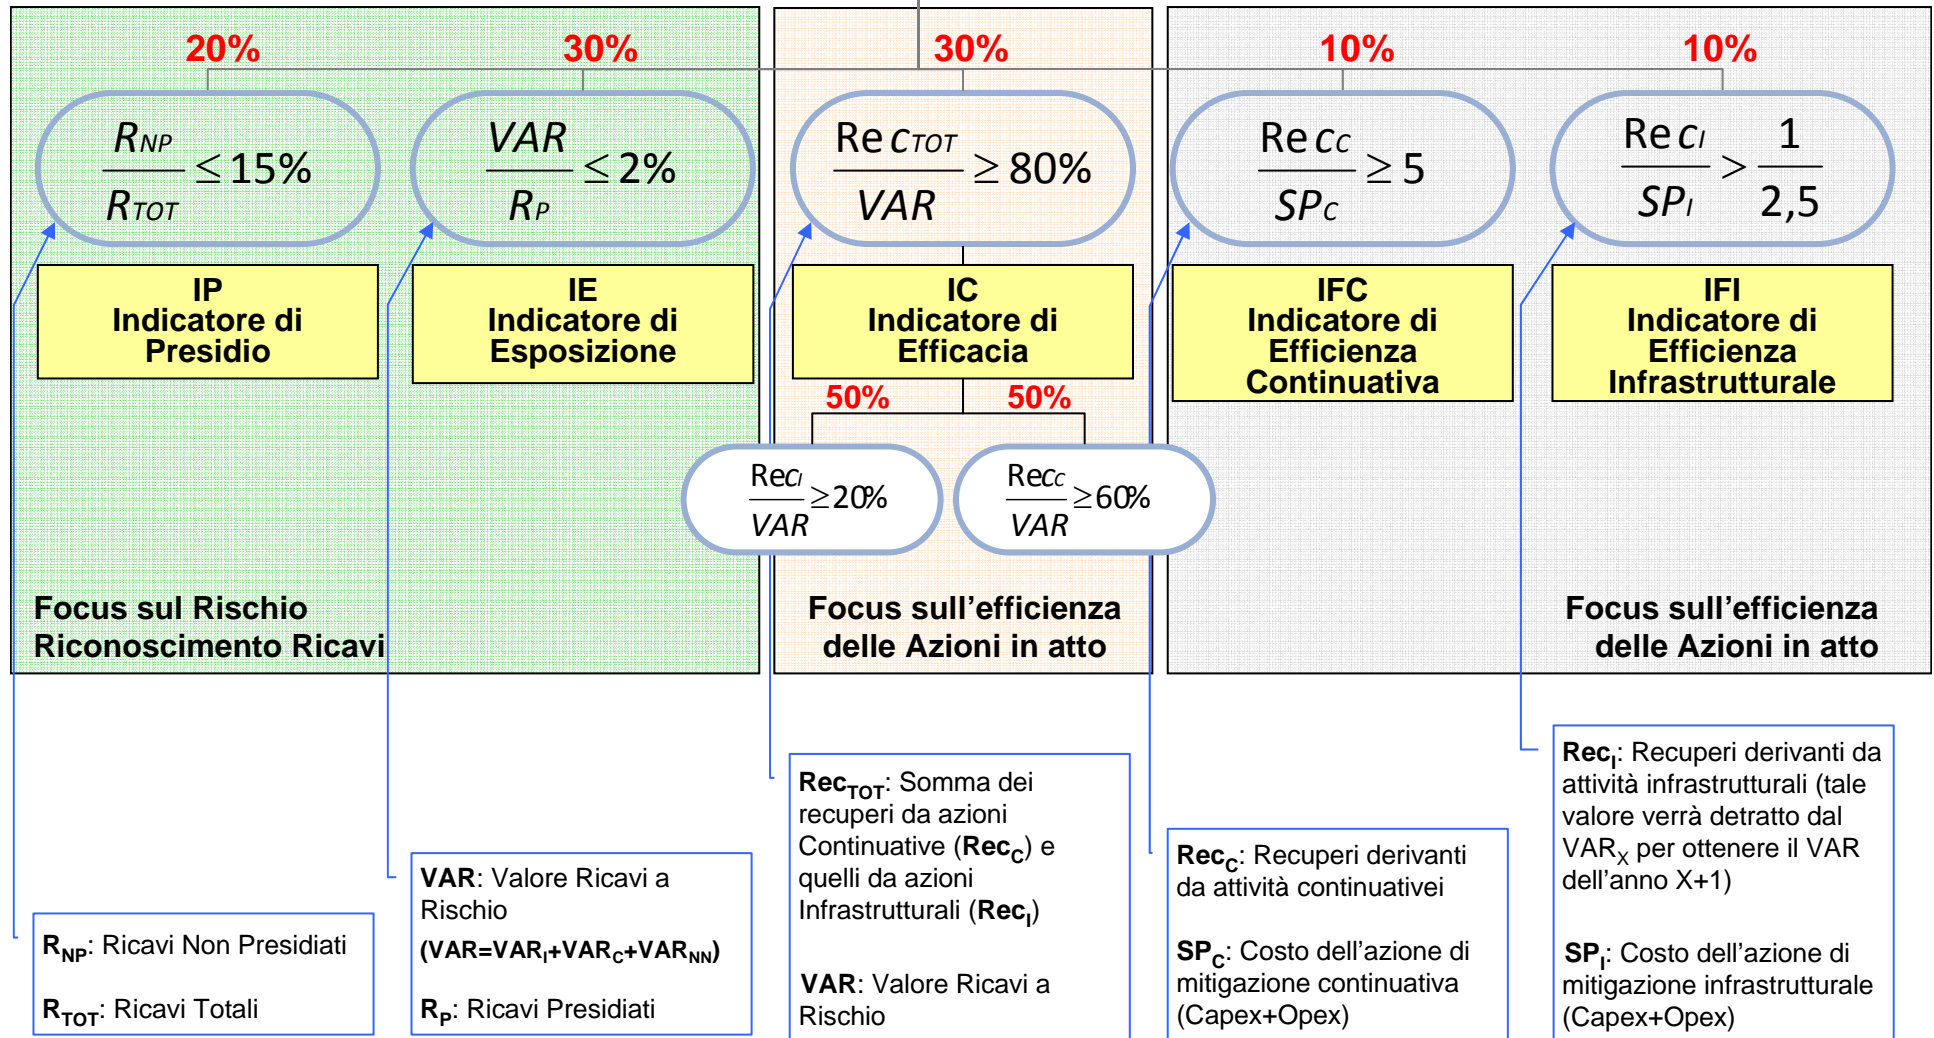 20%
30%
30%
10%
10%
R_NP / R_TOT ≤ 15%
VAR / R_P ≤ 2%
Rec_TOT / VAR ≥ 80%
Rec_C / SP_C ≥ 5
Rec_I / SP_I > 1 / 2,5
IP
Indicatore di
Presidio
IE
Indicatore di
Esposizione
IC
Indicatore di
Efficacia
IFC
Indicatore di
Efficienza
Continuativa
IFI
Indicatore di
Efficienza
Infrastrutturale
50%
50%
Rec_I / VAR ≥ 20%
Rec_C / VAR ≥ 60%
Focus sul Rischio
Riconoscimento Ricavi
Focus sull'efficienza
delle Azioni in atto
Focus sull'efficienza
delle Azioni in atto
R_NP: Ricavi Non Presidiati
R_TOT: Ricavi Totali
VAR: Valore Ricavi a
Rischio
(VAR=VAR_I+VAR_C+VAR_NN)
R_P: Ricavi Presidiati
Rec_TOT: Somma dei
recuperi da azioni
Continuative (Rec_C) e
quelli da azioni
Infrastrutturali (Rec_I)
VAR: Valore Ricavi a
Rischio
Rec_C: Recuperi derivanti
da attività continuativei
SP_C: Costo dell'azione di
mitigazione continuativa
(Capex+Opex)
Rec_I: Recuperi derivanti da
attività infrastrutturali (tale
valore verrà detratto dal
VAR_X per ottenere il VAR
dell'anno X+1)
SP_I: Costo dell'azione di
mitigazione infrastrutturale
(Capex+Opex)